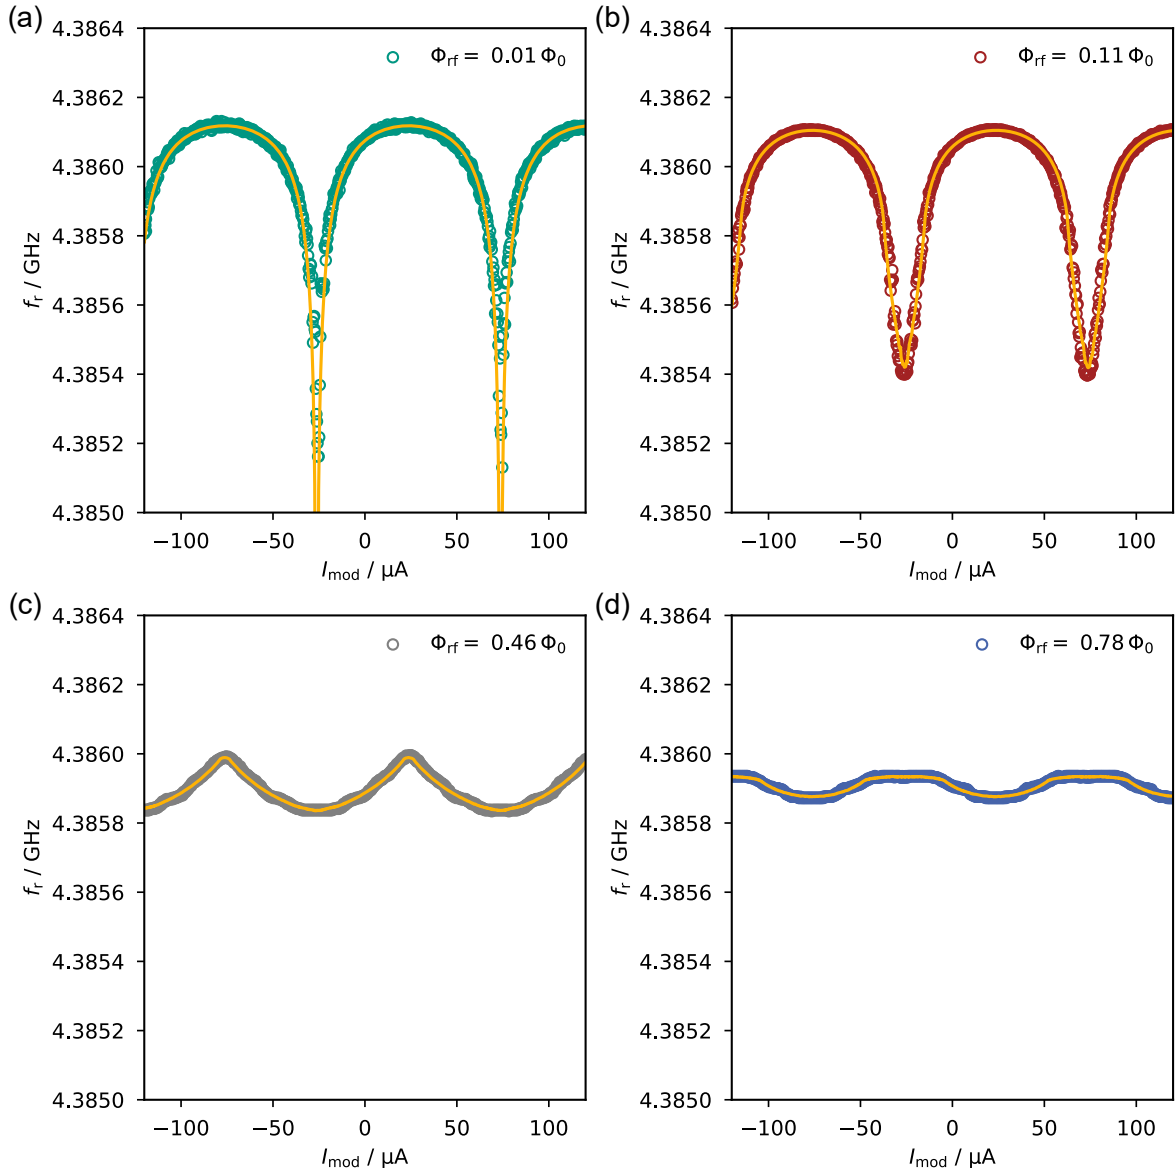 (a)
4.3864
4.3862
4.3860
4.3858
4.3856
4.3854
4.3852
4.3850
f_r / GHz
Φ_rf = 0.01 Φ_0
−100 −50 0 50 100
I_mod / μA
(b)
4.3864
4.3862
4.3860
4.3858
4.3856
4.3854
4.3852
4.3850
f_r / GHz
Φ_rf = 0.11 Φ_0
−100 −50 0 50 100
I_mod / μA
(c)
4.3864
4.3862
4.3860
4.3858
4.3856
4.3854
4.3852
4.3850
f_r / GHz
Φ_rf = 0.46 Φ_0
−100 −50 0 50 100
I_mod / μA
(d)
4.3864
4.3862
4.3860
4.3858
4.3856
4.3854
4.3852
4.3850
f_r / GHz
Φ_rf = 0.78 Φ_0
−100 −50 0 50 100
I_mod / μA